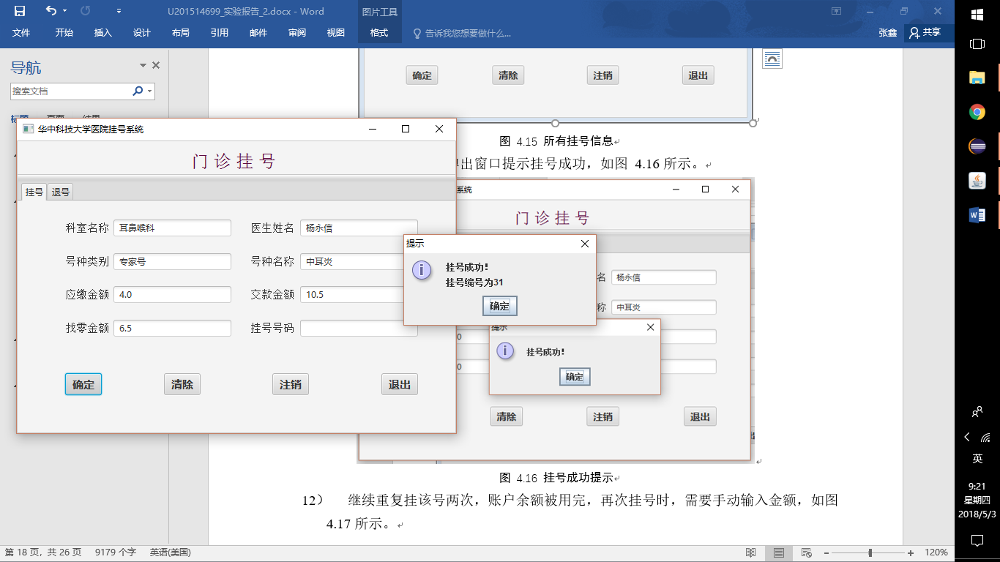 U201514699_实验报告_2.docx - Word
图片工具
文件 开始 插入 设计 布局 引用 邮件 审阅 视图 格式 告诉我您想要做什么... 张鑫 共享
导航
搜索文档
标题 页面 结果
确定 清除 注销 退出
图 4.15 所有挂号信息
出窗口提示挂号成功，如图 4.16 所示。
华中科技大学医院挂号系统
门 诊 挂 号
挂号 退号
科室名称 耳鼻喉科 医生姓名 杨永信
号种类别 专家号 号种名称 中耳炎
应缴金额 4.0 交款金额 10.5
找零金额 6.5 挂号号码
确定 清除 注销 退出
提示
挂号成功!
挂号编号为31
确定
系统
门 诊 挂 号
名 杨永信
称 中耳炎
0
0
提示
挂号成功!
确定
清除 注销 退出
图 4.16 挂号成功提示
12） 继续重复挂该号两次，账户余额被用完，再次挂号时，需要手动输入金额，如图
4.17 所示。
第 18 页，共 26 页 9179 个字 英语(美国) 120%
英
9:21
星期四
2018/5/3